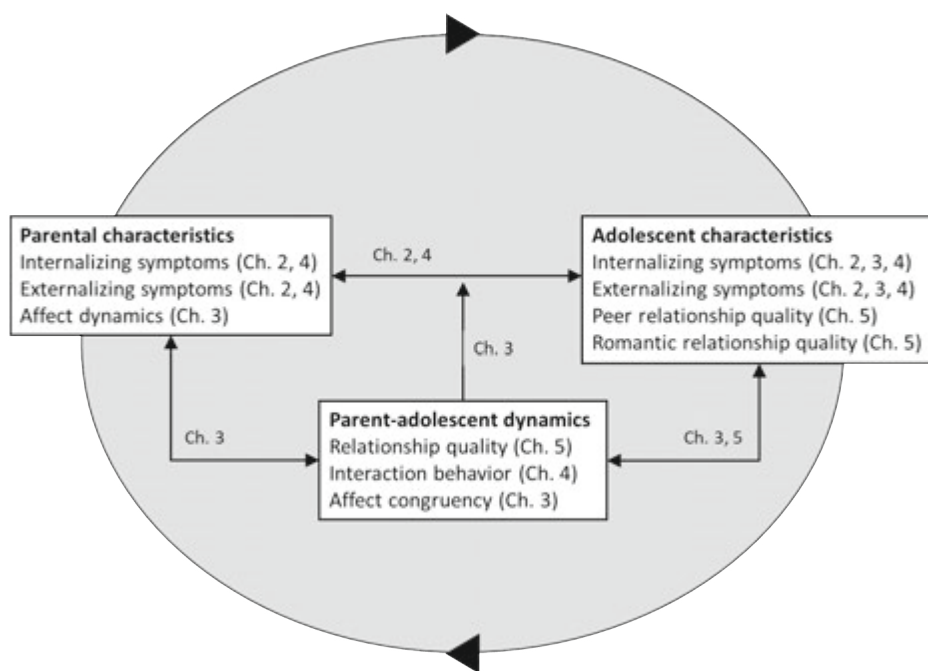 Parental characteristics
Internalizing symptoms (Ch. 2, 4)
Externalizing symptoms (Ch. 2, 4)
Affect dynamics (Ch. 3)
Ch. 2, 4
Adolescent characteristics
Internalizing symptoms (Ch. 2, 3, 4)
Externalizing symptoms (Ch. 2, 3, 4)
Peer relationship quality (Ch. 5)
Romantic relationship quality (Ch. 5)
Ch. 3
Ch. 3
Parent-adolescent dynamics
Relationship quality (Ch. 5)
Interaction behavior (Ch. 4)
Affect congruency (Ch. 3)
Ch. 3, 5